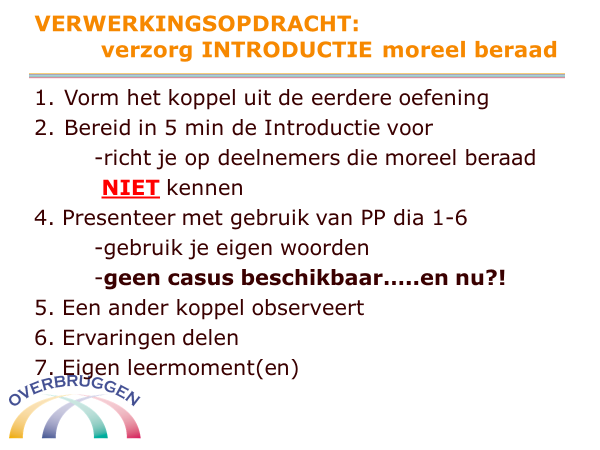 VERWERKINGSOPDRACHT:
verzorg INTRODUCTIE moreel beraad
1. Vorm het koppel uit de eerdere oefening
2. Bereid in 5 min de Introductie voor
-richt je op deelnemers die moreel beraad
NIET kennen
4. Presenteer met gebruik van PP dia 1-6
-gebruik je eigen woorden
-geen casus beschikbaar.....en nu?!
5. Een ander koppel observeert
6. Ervaringen delen
7. Eigen leermoment(en)
OVERBRUGGEN